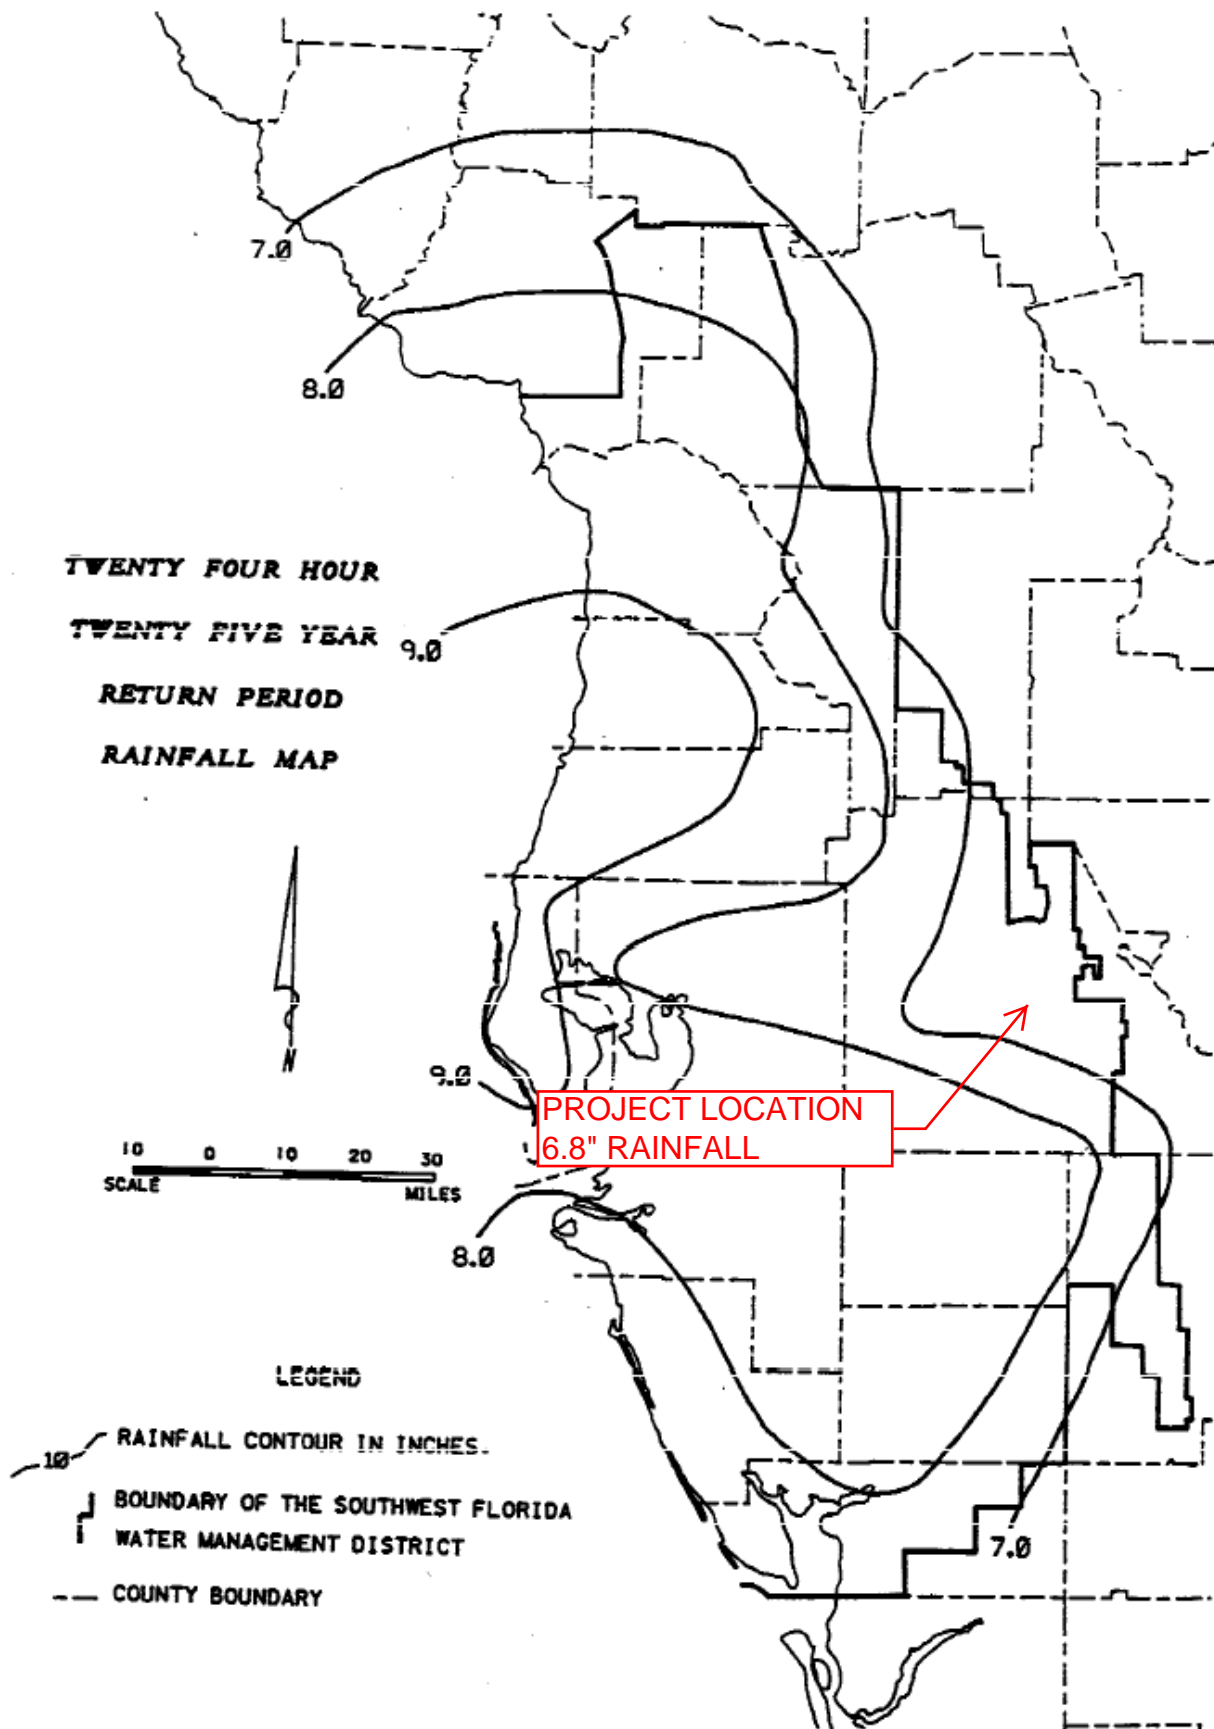 7.0
8.0
TWENTY FOUR HOUR
TWENTY FIVE YEAR
RETURN PERIOD
RAINFALL MAP
9.0
N
9.0
PROJECT LOCATION
6.8" RAINFALL
10 0 10 20 30
SCALE MILES
8.0
LEGEND
10 RAINFALL CONTOUR IN INCHES.
BOUNDARY OF THE SOUTHWEST FLORIDA
WATER MANAGEMENT DISTRICT
COUNTY BOUNDARY
7.0